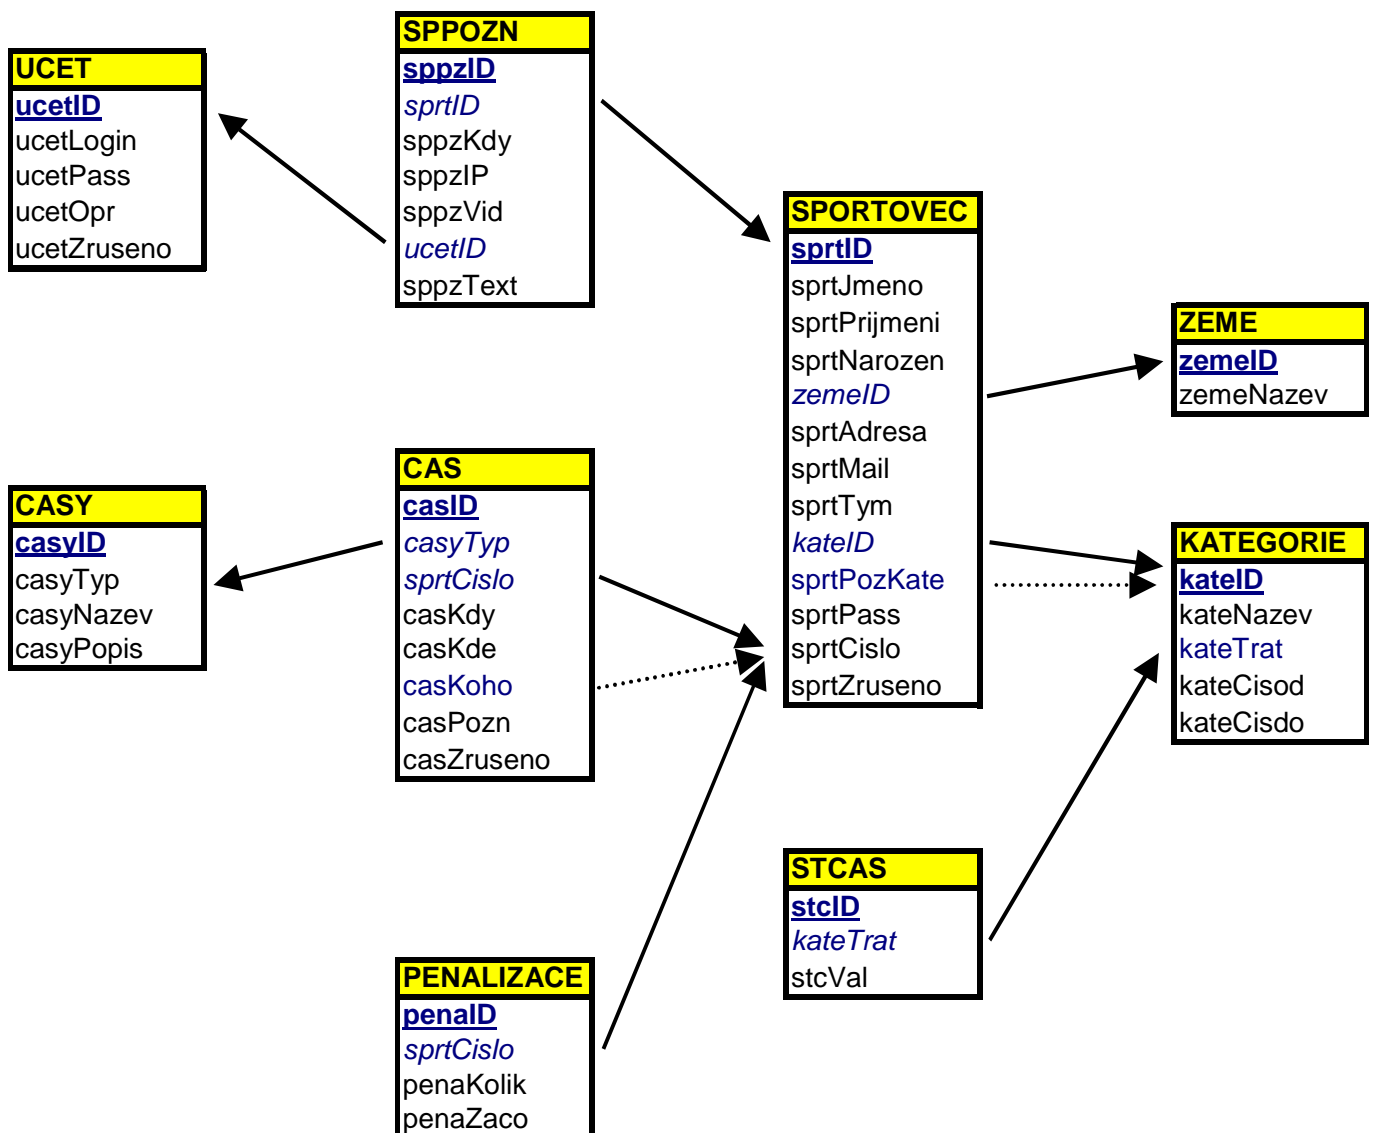 UCET
ucetID
ucetLogin
ucetPass
ucetOpr
ucetZruseno
SPPOZN
sppzID
sprtID
sppzKdy
sppzIP
sppzVid
ucetID
sppzText
SPORTOVEC
sprtID
sprtJmeno
sprtPrijmeni
sprtNarozen
zemeID
sprtAdresa
sprtMail
sprtTym
kateID
sprtPozKate
sprtPass
sprtCislo
sprtZruseno
ZEME
zemeID
zemeNazev
CASY
casyID
casyTyp
casyNazev
casyPopis
CAS
casID
casyTyp
sprtCislo
casKdy
casKde
casKoho
casPozn
casZruseno
KATEGORIE
kateID
kateNazev
kateTrat
kateCisod
kateCisdo
STCAS
stcID
kateTrat
stcVal
PENALIZACE
penaID
sprtCislo
penaKolik
penaZaco